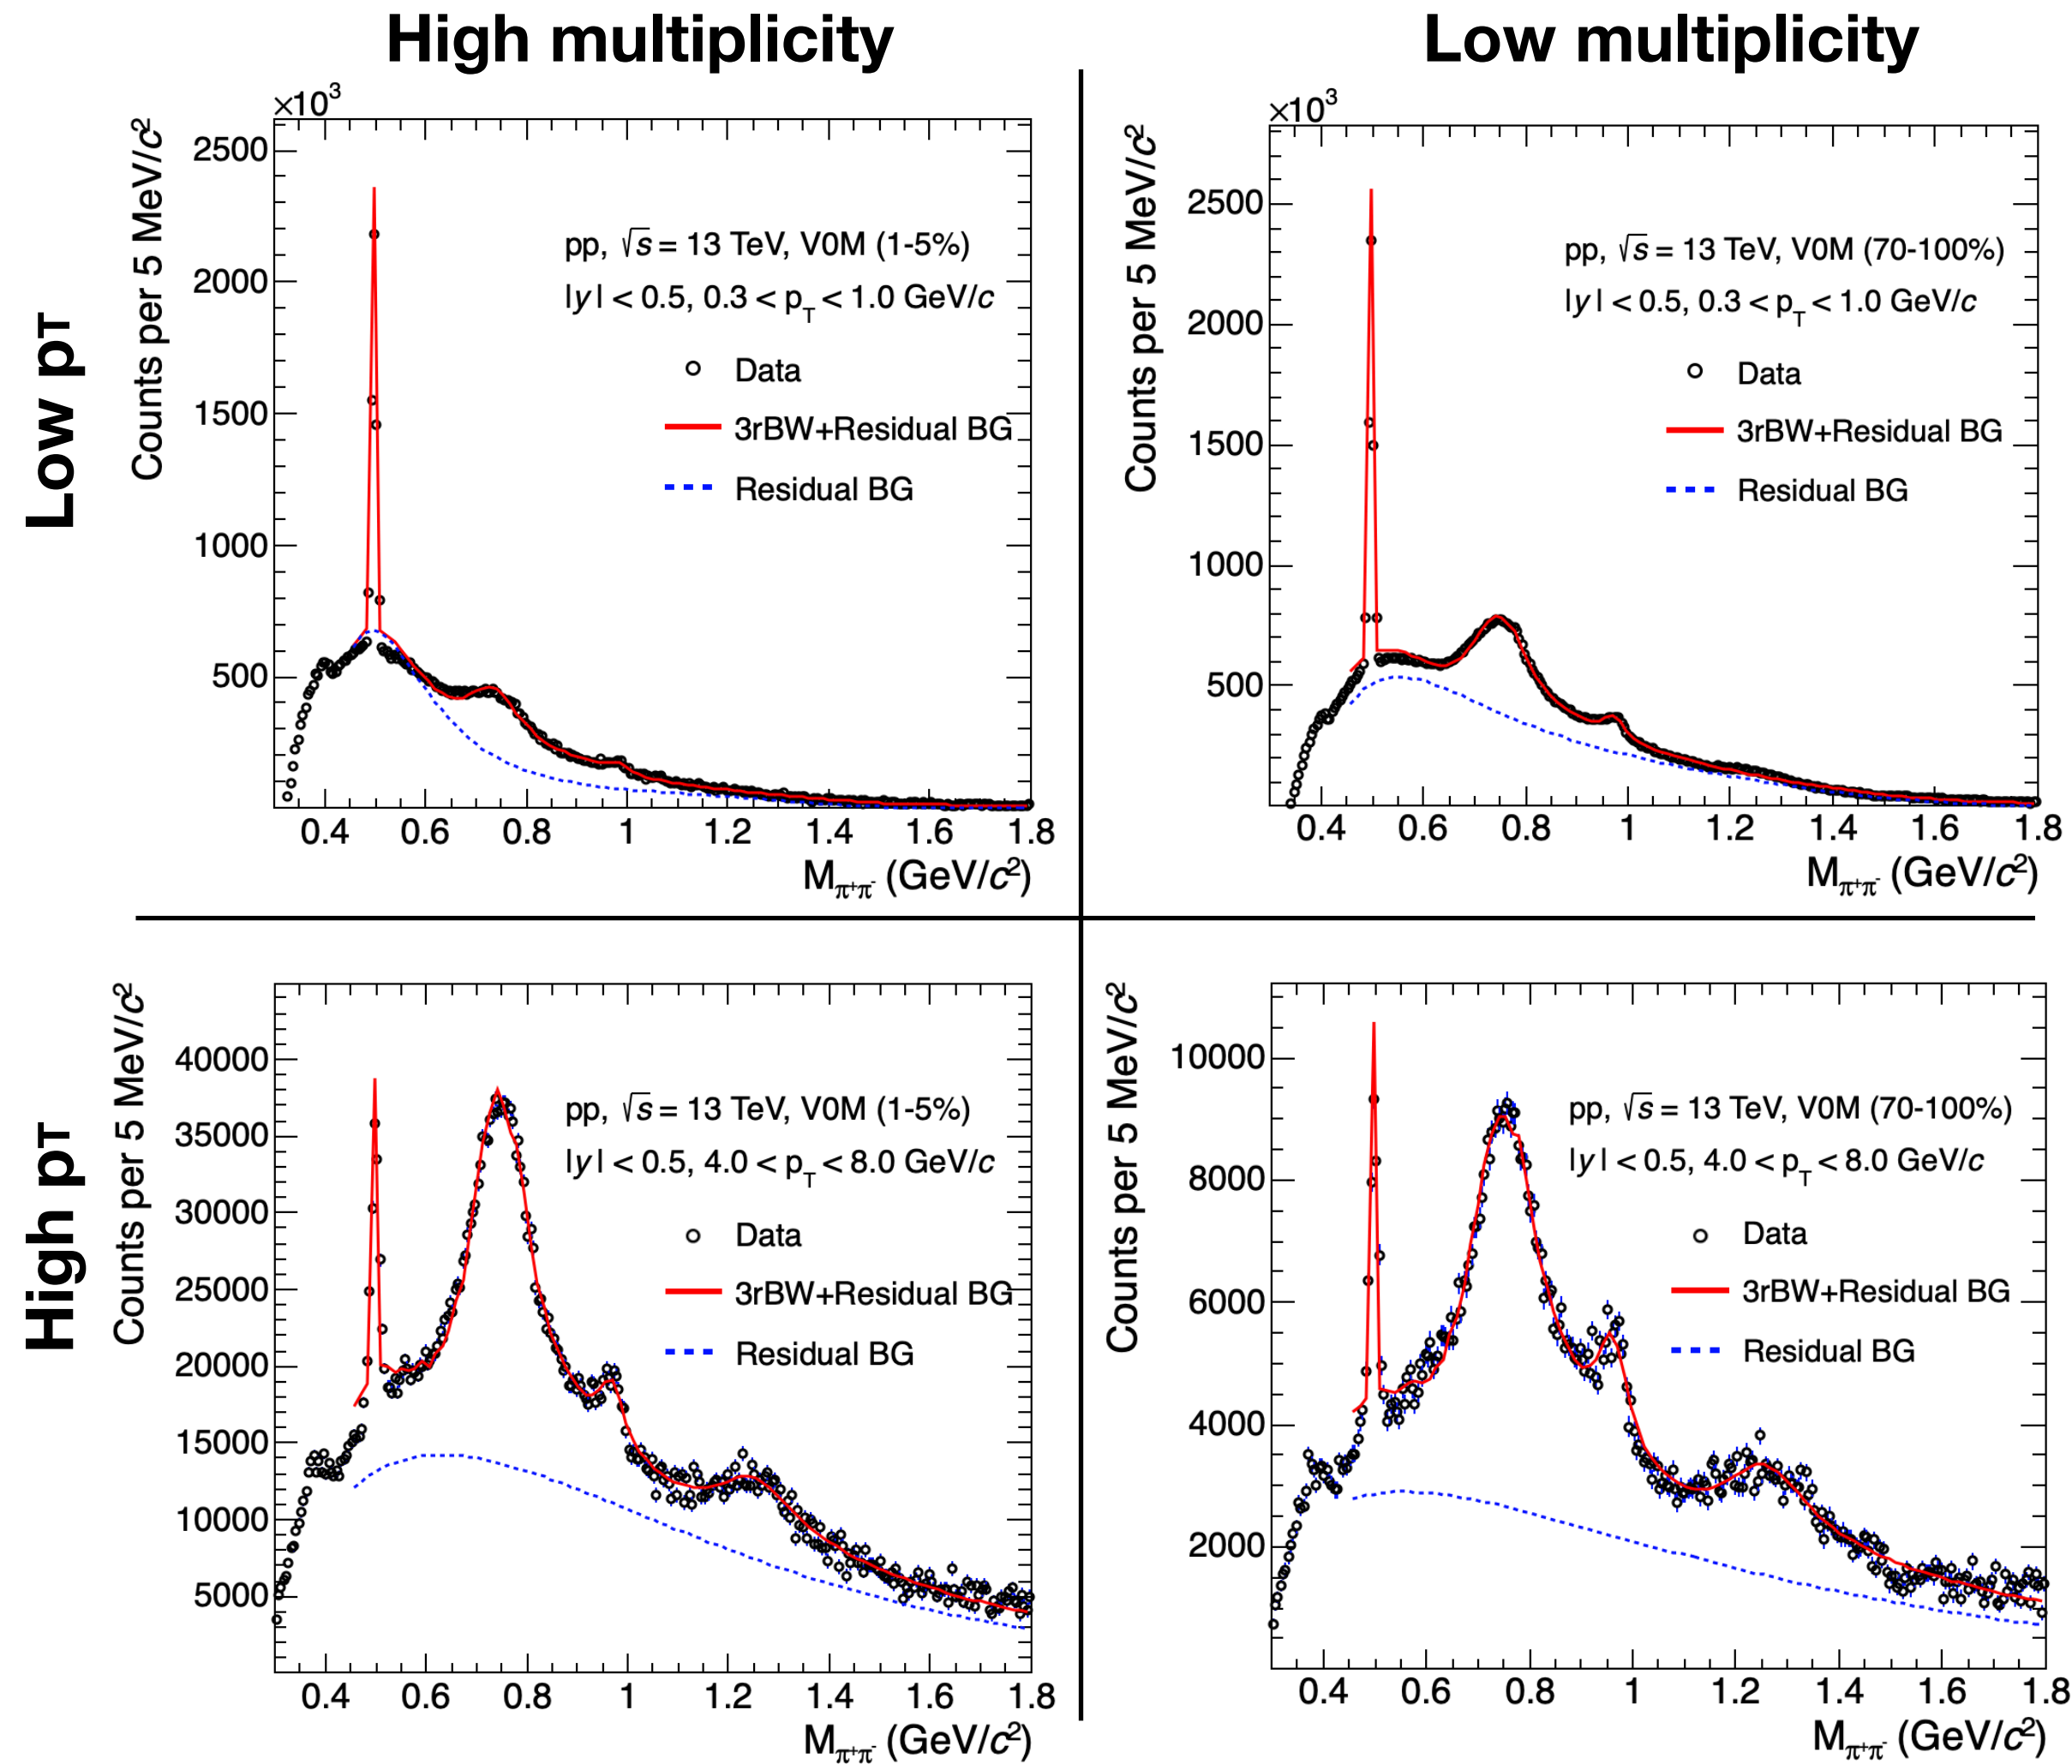 High multiplicity
Low multiplicity
Low pT
High pT
×10³
Counts per 5 MeV/c²
2500
2000
1500
1000
500
pp, √s = 13 TeV, V0M (1-5%)
|y| < 0.5, 0.3 < pT < 1.0 GeV/c
Data
3rBW+Residual BG
Residual BG
0.4 0.6 0.8 1 1.2 1.4 1.6 1.8
Mπ+π- (GeV/c²)
×10³
Counts per 5 MeV/c²
2500
2000
1500
1000
500
pp, √s = 13 TeV, V0M (70-100%)
|y| < 0.5, 0.3 < pT < 1.0 GeV/c
Data
3rBW+Residual BG
Residual BG
0.4 0.6 0.8 1 1.2 1.4 1.6 1.8
Mπ+π- (GeV/c²)
Counts per 5 MeV/c²
40000
35000
30000
25000
20000
15000
10000
5000
pp, √s = 13 TeV, V0M (1-5%)
|y| < 0.5, 4.0 < pT < 8.0 GeV/c
Data
3rBW+Residual BG
Residual BG
0.4 0.6 0.8 1 1.2 1.4 1.6 1.8
Mπ+π- (GeV/c²)
Counts per 5 MeV/c²
10000
8000
6000
4000
2000
pp, √s = 13 TeV, V0M (70-100%)
|y| < 0.5, 4.0 < pT < 8.0 GeV/c
Data
3rBW+Residual BG
Residual BG
0.4 0.6 0.8 1 1.2 1.4 1.6 1.8
Mπ+π- (GeV/c²)